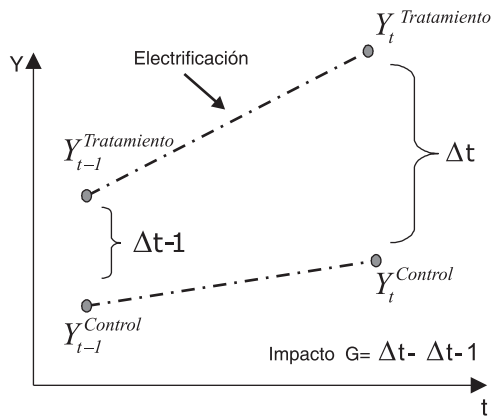 Y_t^{Tratamiento}
Electrificación
Y
Y_{t-1}^{Tratamiento}
Δt
Δt-1
Y_t^{Control}
Y_{t-1}^{Control}
Impacto G= Δt- Δt-1
t